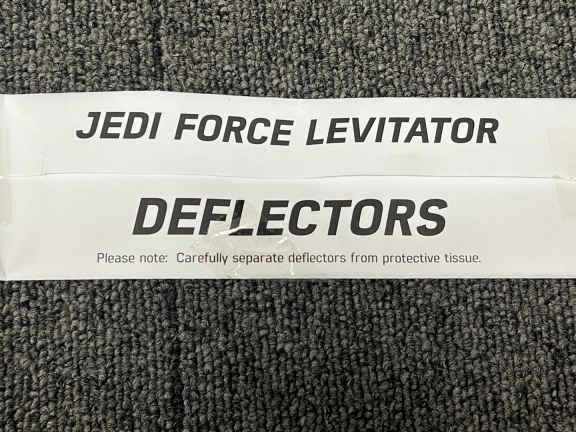 JEDI FORCE LEVITATOR
DEFLECTORS
Please note: Carefully separate deflectors from protective tissue.